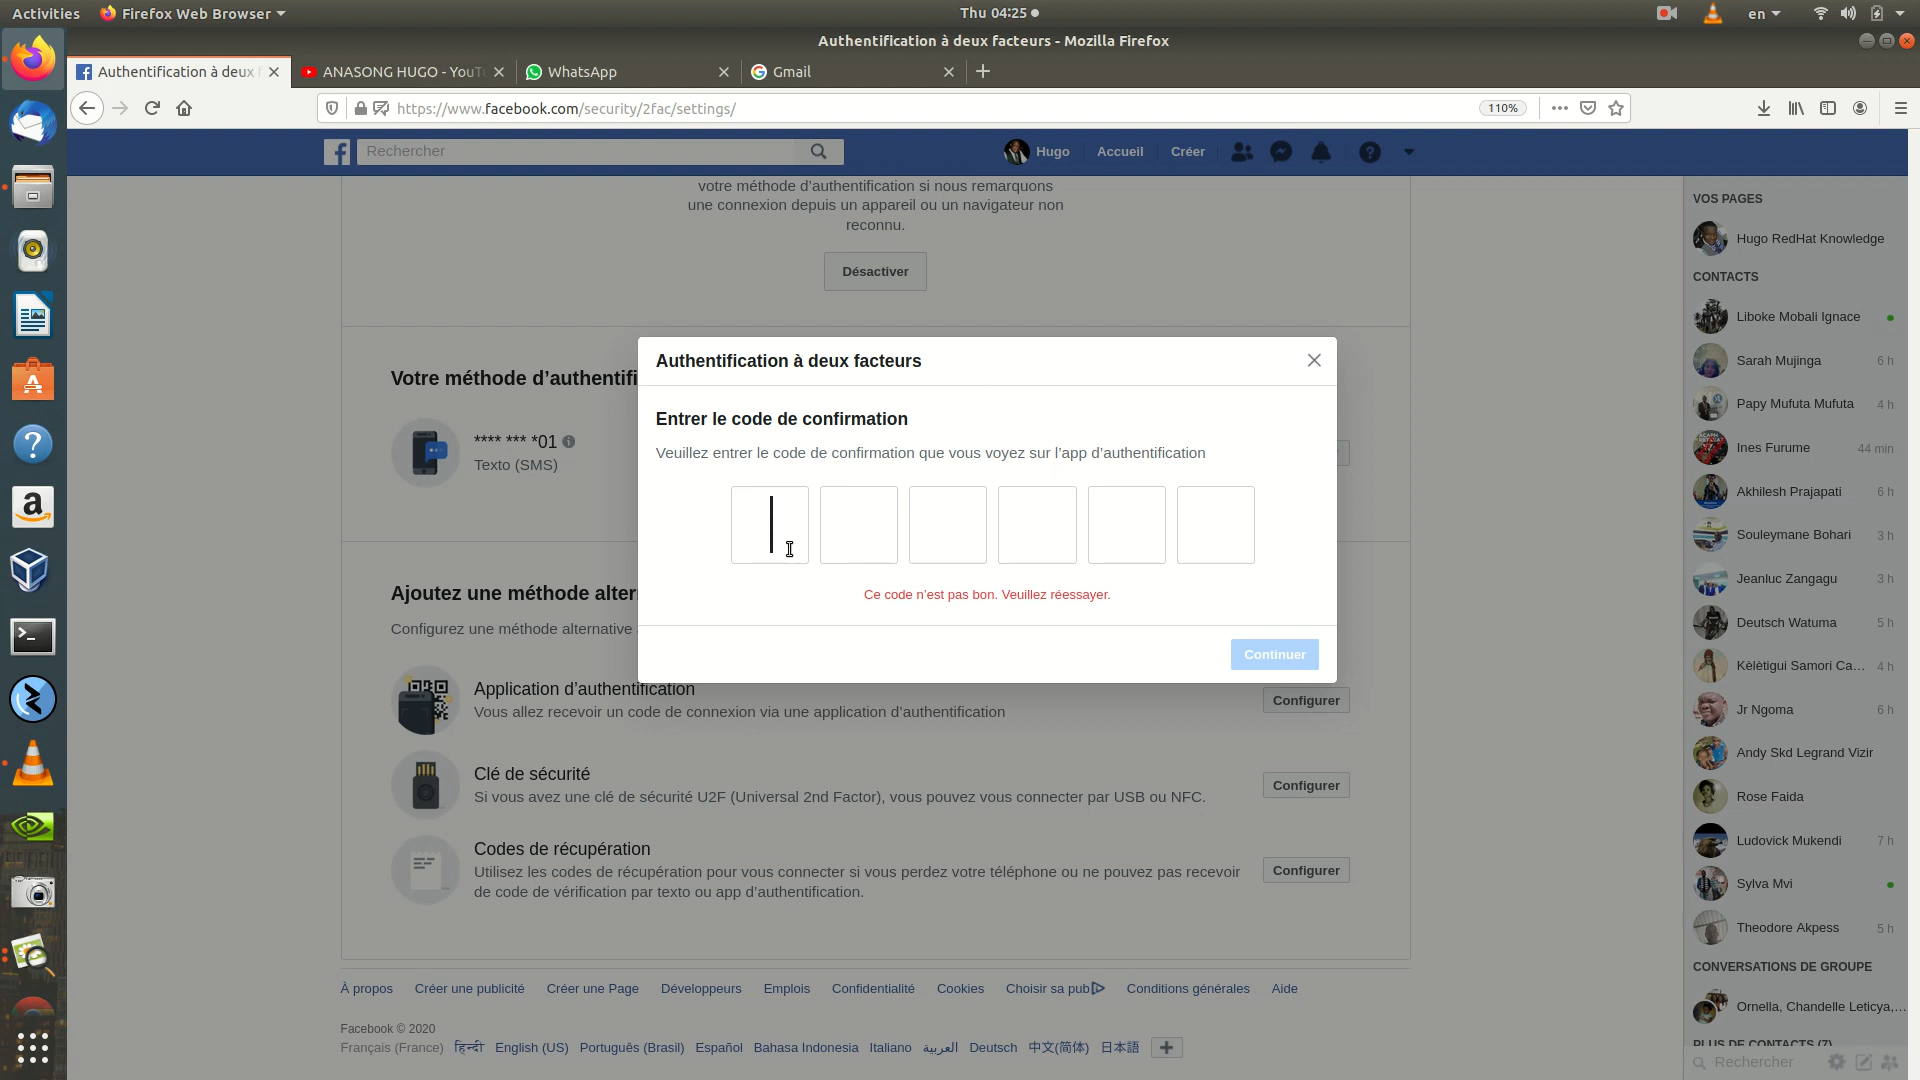 Activities
Firefox Web Browser
Thu 04:25
en
Authentification à deux facteurs - Mozilla Firefox
Authentification à deux f
ANASONG HUGO - YouT
WhatsApp
Gmail
https://www.facebook.com/security/2fac/settings/
110%
Rechercher
Hugo
Accueil
Créer
votre méthode d’authentification si nous remarquons
une connexion depuis un appareil ou un navigateur non
reconnu.
Désactiver
Votre méthode d’authentifi
**** *** *01
Texto (SMS)
Authentification à deux facteurs
Entrer le code de confirmation
Veuillez entrer le code de confirmation que vous voyez sur l’app d’authentification
Ce code n’est pas bon. Veuillez réessayer.
Continuer
Ajoutez une méthode alter
Configurez une méthode alternative
Application d’authentification
Vous allez recevoir un code de connexion via une application d’authentification
Configurer
Clé de sécurité
Si vous avez une clé de sécurité U2F (Universal 2nd Factor), vous pouvez vous connecter par USB ou NFC.
Configurer
Codes de récupération
Utilisez les codes de récupération pour vous connecter si vous perdez votre téléphone ou ne pouvez pas recevoir
de code de vérification par texto ou app d’authentification.
Configurer
À propos Créer une publicité Créer une Page Développeurs Emplois Confidentialité Cookies Choisir sa pub Conditions générales Aide
Facebook © 2020
Français (France) हिन्दी English (US) Português (Brasil) Español Bahasa Indonesia Italiano العربية Deutsch 中文(简体) 日本語
VOS PAGES
Hugo RedHat Knowledge
CONTACTS
Liboke Mobali Ignace
Sarah Mujinga 6 h
Papy Mufuta Mufuta 4 h
Ines Furume 44 min
Akhilesh Prajapati 6 h
Souleymane Bohari 3 h
Jeanluc Zangagu 3 h
Deutsch Watuma 5 h
Kèlètigui Samori Ca... 4 h
Jr Ngoma 6 h
Andy Skd Legrand Vizir
Rose Faida
Ludovick Mukendi 7 h
Sylva Mvi
Theodore Akpess 5 h
CONVERSATIONS DE GROUPE
Ornella, Chandelle Leticya,...
PLUS DE CONTACTS (7)
Rechercher